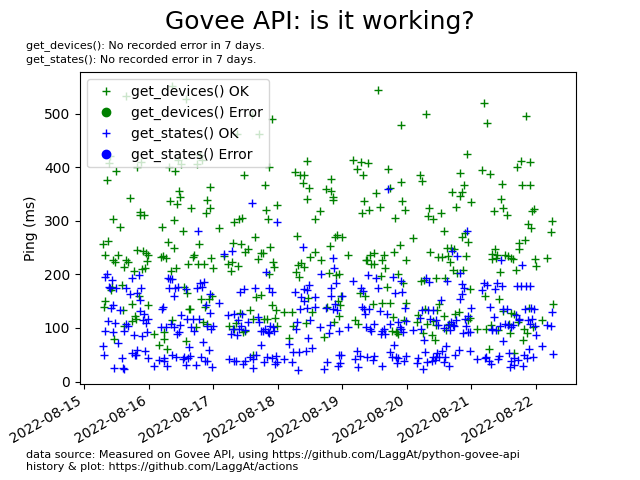 Govee API: is it working?
get_devices(): No recorded error in 7 days.
get_states(): No recorded error in 7 days.
get_devices() OK
get_devices() Error
get_states() OK
get_states() Error
500
400
300
200
100
0
Ping (ms)
2022-08-15
2022-08-16
2022-08-17
2022-08-18
2022-08-19
2022-08-20
2022-08-21
2022-08-22
data source: Measured on Govee API, using https://github.com/LaggAt/python-govee-api
history & plot: https://github.com/LaggAt/actions